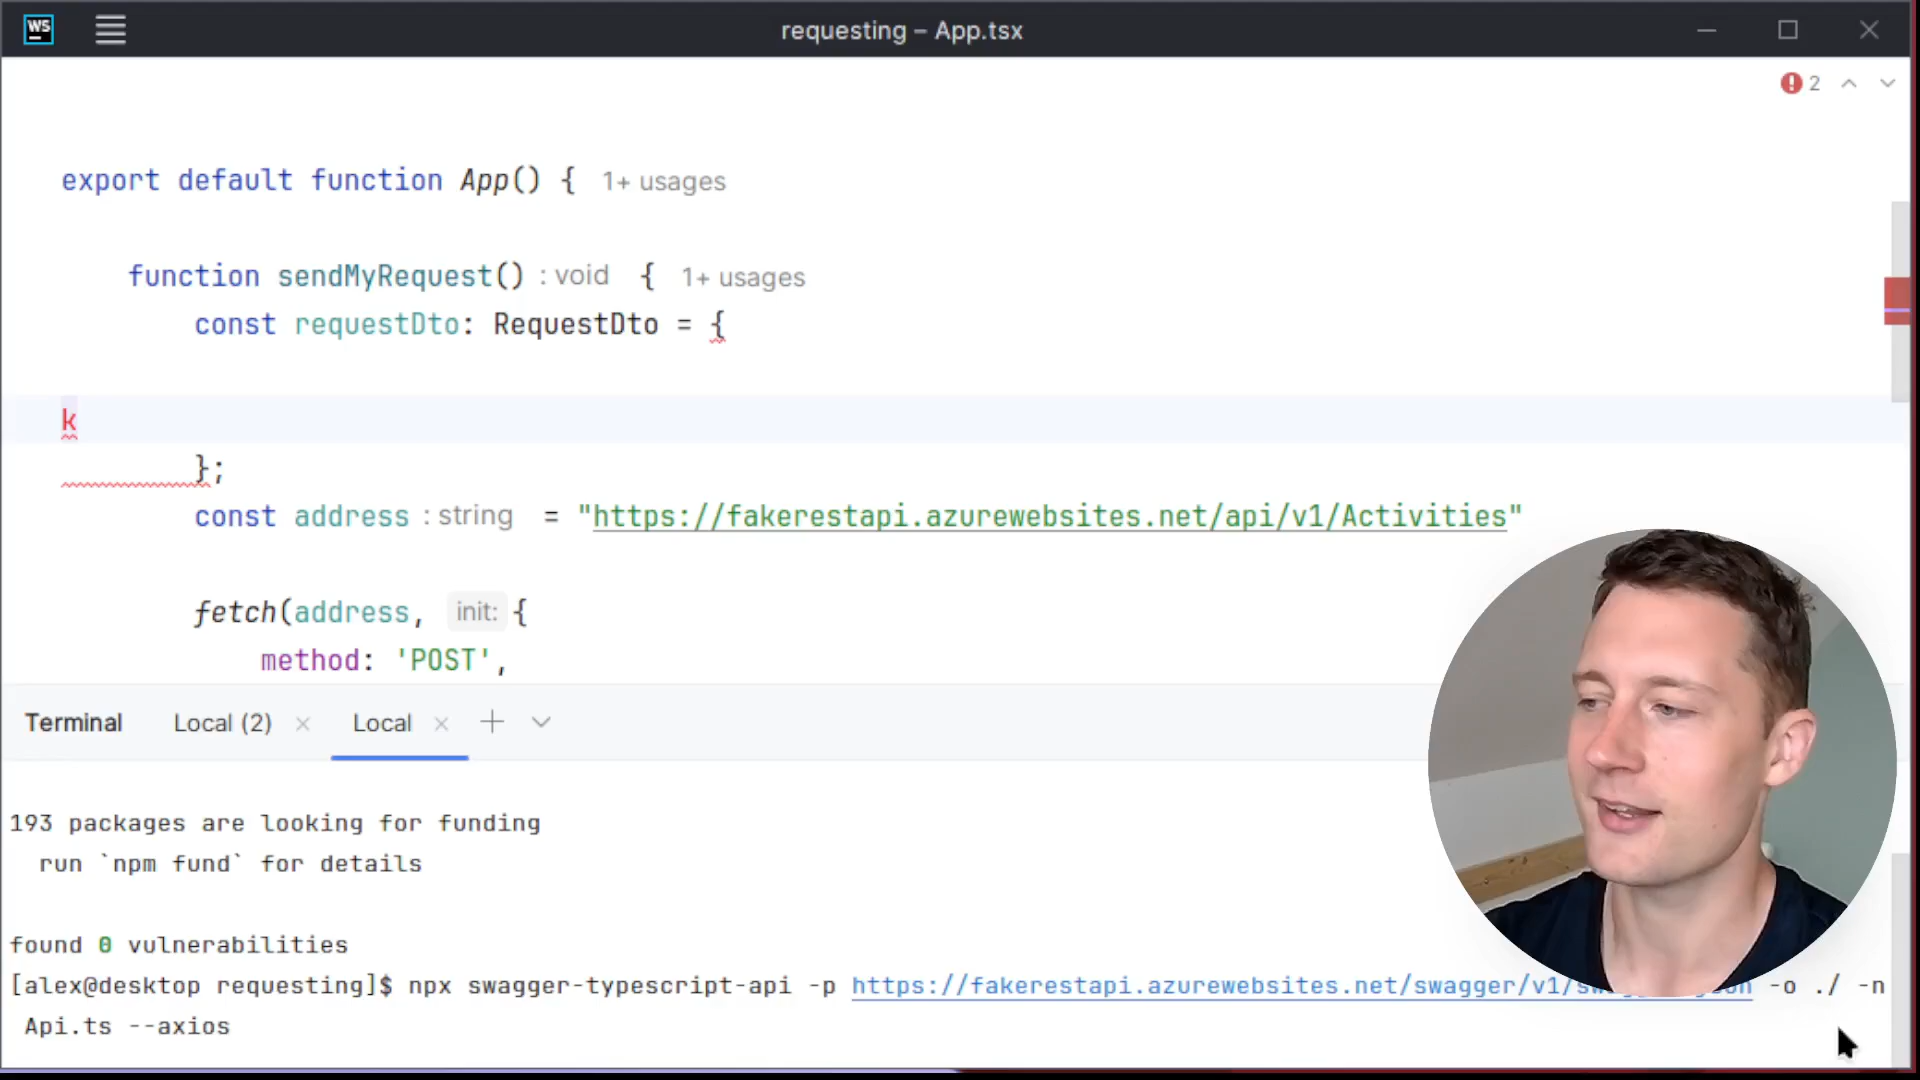 WS
requesting – App.tsx
2
export default function App() { 1+ usages
function sendMyRequest() : void { 1+ usages
const requestDto: RequestDto = {
k
};
const address : string = "https://fakerestapi.azurewebsites.net/api/v1/Activities"
fetch(address, init: {
method: 'POST',
Terminal Local (2) × Local × +
193 packages are looking for funding
run `npm fund` for details
found 0 vulnerabilities
[alex@desktop requesting]$ npx swagger-typescript-api -p https://fakerestapi.azurewebsites.net/swagger/v1/ -o ./ -n
Api.ts --axios